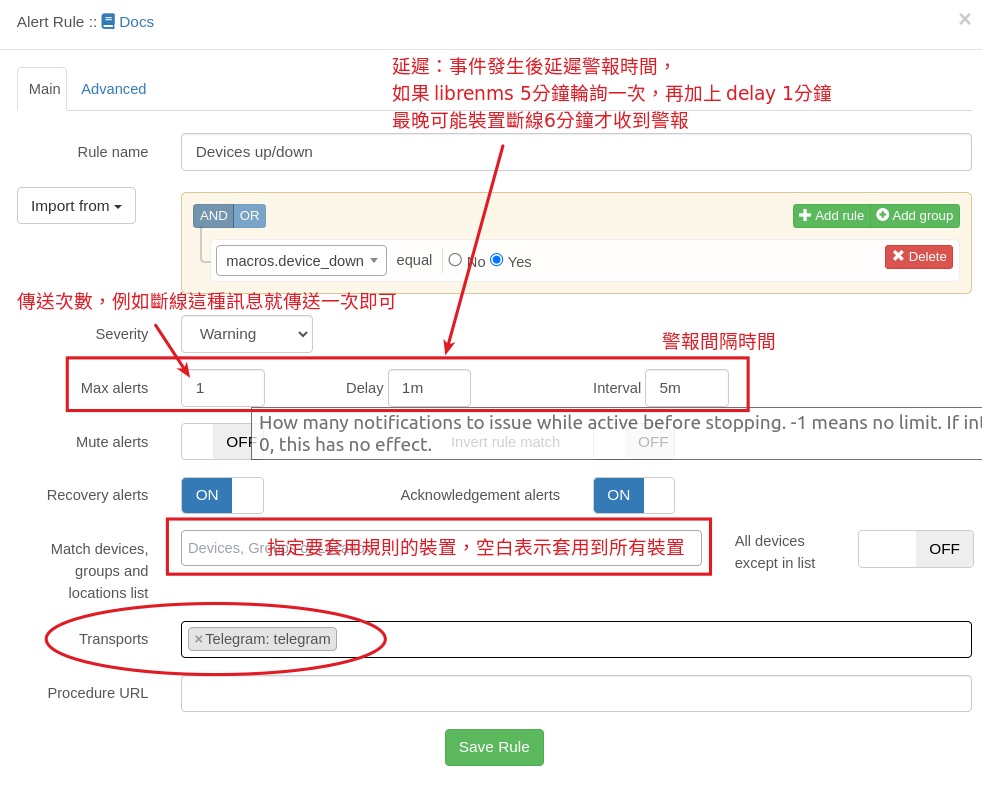 Alert Rule :: Docs
×
Main
Advanced
延遲：事件發生後延遲警報時間，
如果 librenms 5分鐘輪詢一次，再加上 delay 1分鐘
最晚可能裝置斷線6分鐘才收到警報
Rule name
Devices up/down
Import from
AND OR
Add rule
Add group
macros.device_down
equal
No
Yes
Delete
傳送次數，例如斷線這種訊息就傳送一次即可
Severity
Warning
警報間隔時間
Max alerts
1
Delay
1m
Interval
5m
How many notifications to issue while active before stopping. -1 means no limit. If int
0, this has no effect.
Mute alerts
OFF
Invert rule match
OFF
Recovery alerts
ON
Acknowledgement alerts
ON
Match devices,
groups and
locations list
Devices, Gr
指定要套用規則的裝置，空白表示套用到所有裝置
All devices
except in list
OFF
Transports
×Telegram: telegram
Procedure URL
Save Rule